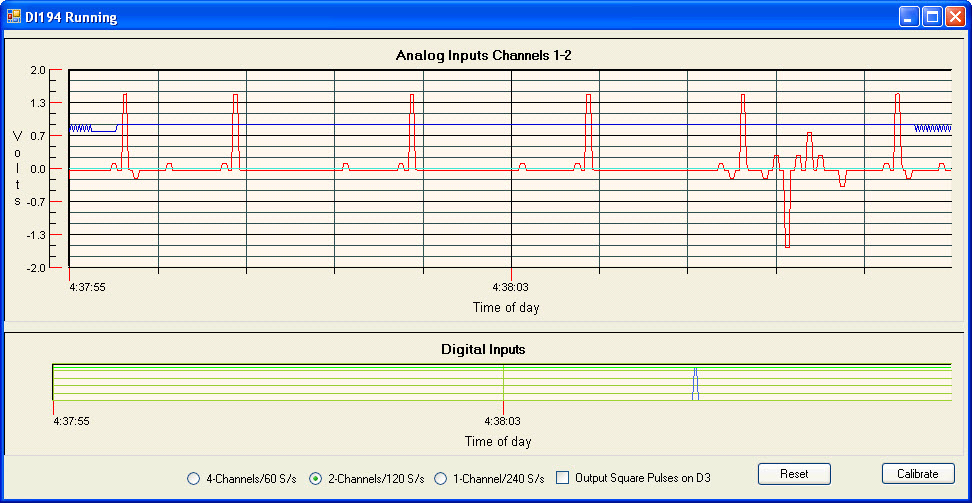 DI194 Running
Analog Inputs Channels 1-2
2.0
1.3
0.7
0.0
-0.7
-1.3
-2.0
Volts
4:37:55
4:38:03
Time of day
Digital Inputs
4:37:55
4:38:03
Time of day
4-Channels/60 S/s
2-Channels/120 S/s
1-Channel/240 S/s
Output Square Pulses on D3
Reset
Calibrate